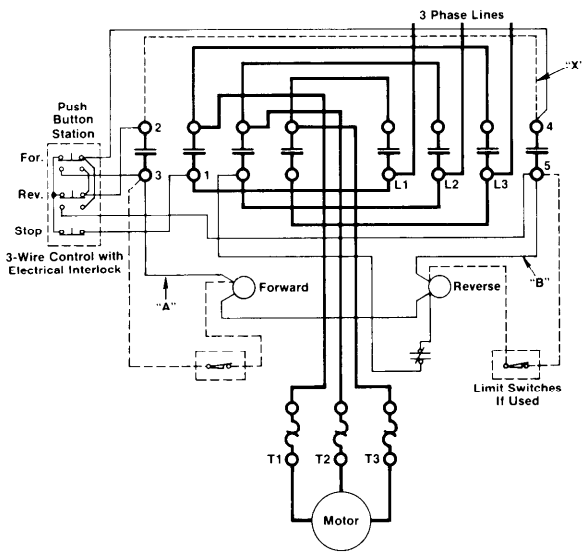 3 Phase Lines
"X"
Push
Button
Station
2
4
For.
3
1
L1
L2
L3
5
Rev.
Stop
3-Wire Control with
Electrical Interlock
"A"
Forward
Reverse
"B"
Limit Switches
If Used
T1
T2
T3
Motor